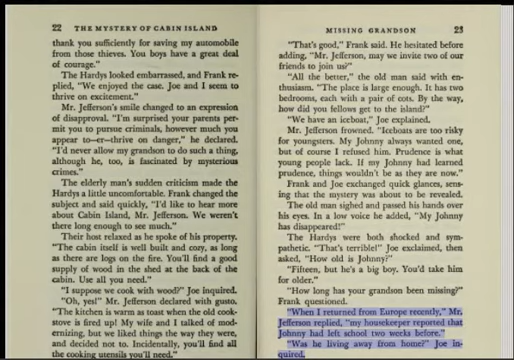 22 THE MYSTERY OF CABIN ISLAND
thank you sufficiently for saving my automobile
from those thieves. You boys have a great deal
of courage."
The Hardys looked embarrassed, and Frank re-
plied, "We enjoyed the case. Joe and I seem to
thrive on excitement."
Mr. Jefferson's smile changed to an expression
of disapproval. "I'm surprised your parents per-
mit you to pursue criminals, however much you
appear to—er—thrive on danger," he declared.
"I'd never allow my grandson to do such a thing,
although he, too, is fascinated by mysterious
crimes."
The elderly man's sudden criticism made the
Hardys a little uncomfortable. Frank changed the
subject and said quickly, "I'd like to hear more
about Cabin Island, Mr. Jefferson. We weren't
there long enough to see much."
Their host relaxed as he spoke of his property.
"The cabin itself is well built and cozy, as long
as there are logs on the fire. You'll find a good
supply of wood in the shed at the back of the
cabin. Use all you need."
"I suppose we cook with wood?" Joe inquired.
"Oh, yes!" Mr. Jefferson declared with gusto.
"The kitchen is warm as toast when the old cook-
stove is fired up! My wife and I talked of mod-
ernizing, but we liked things the way they were,
and decided not to. Incidentally, you'll find all
the cooking utensils you'll need."
MISSING GRANDSON 23
"That's good," Frank said. He hesitated before
adding, "Mr. Jefferson, may we invite two of our
friends to join us?"
"All the better," the old man said with en-
thusiasm. "The place is large enough. It has two
bedrooms, each with a pair of cots. By the way,
how did you fellows get to the island?"
"We have an iceboat," Joe explained.
Mr. Jefferson frowned. "Iceboats are too risky
for youngsters. My Johnny always wanted one,
but of course I refused him. Prudence is what
young people lack. If my Johnny had learned
prudence, things wouldn't be as they are now."
Frank and Joe exchanged quick glances, sens-
ing that the mystery was about to be revealed.
The old man sighed and passed his hands over
his eyes. In a low voice he added, "My Johnny
has disappeared!"
The Hardys were both shocked and sym-
pathetic. "That's terrible!" Joe exclaimed, then
asked, "How old is Johnny?"
"Fifteen, but he's a big boy. You'd take him
for older."
"How long has your grandson been missing?"
Frank questioned.
"When I returned from Europe recently," Mr.
Jefferson replied, "my housekeeper reported that
Johnny had left school two weeks before."
"Was he living away from home?" Joe in-
quired.